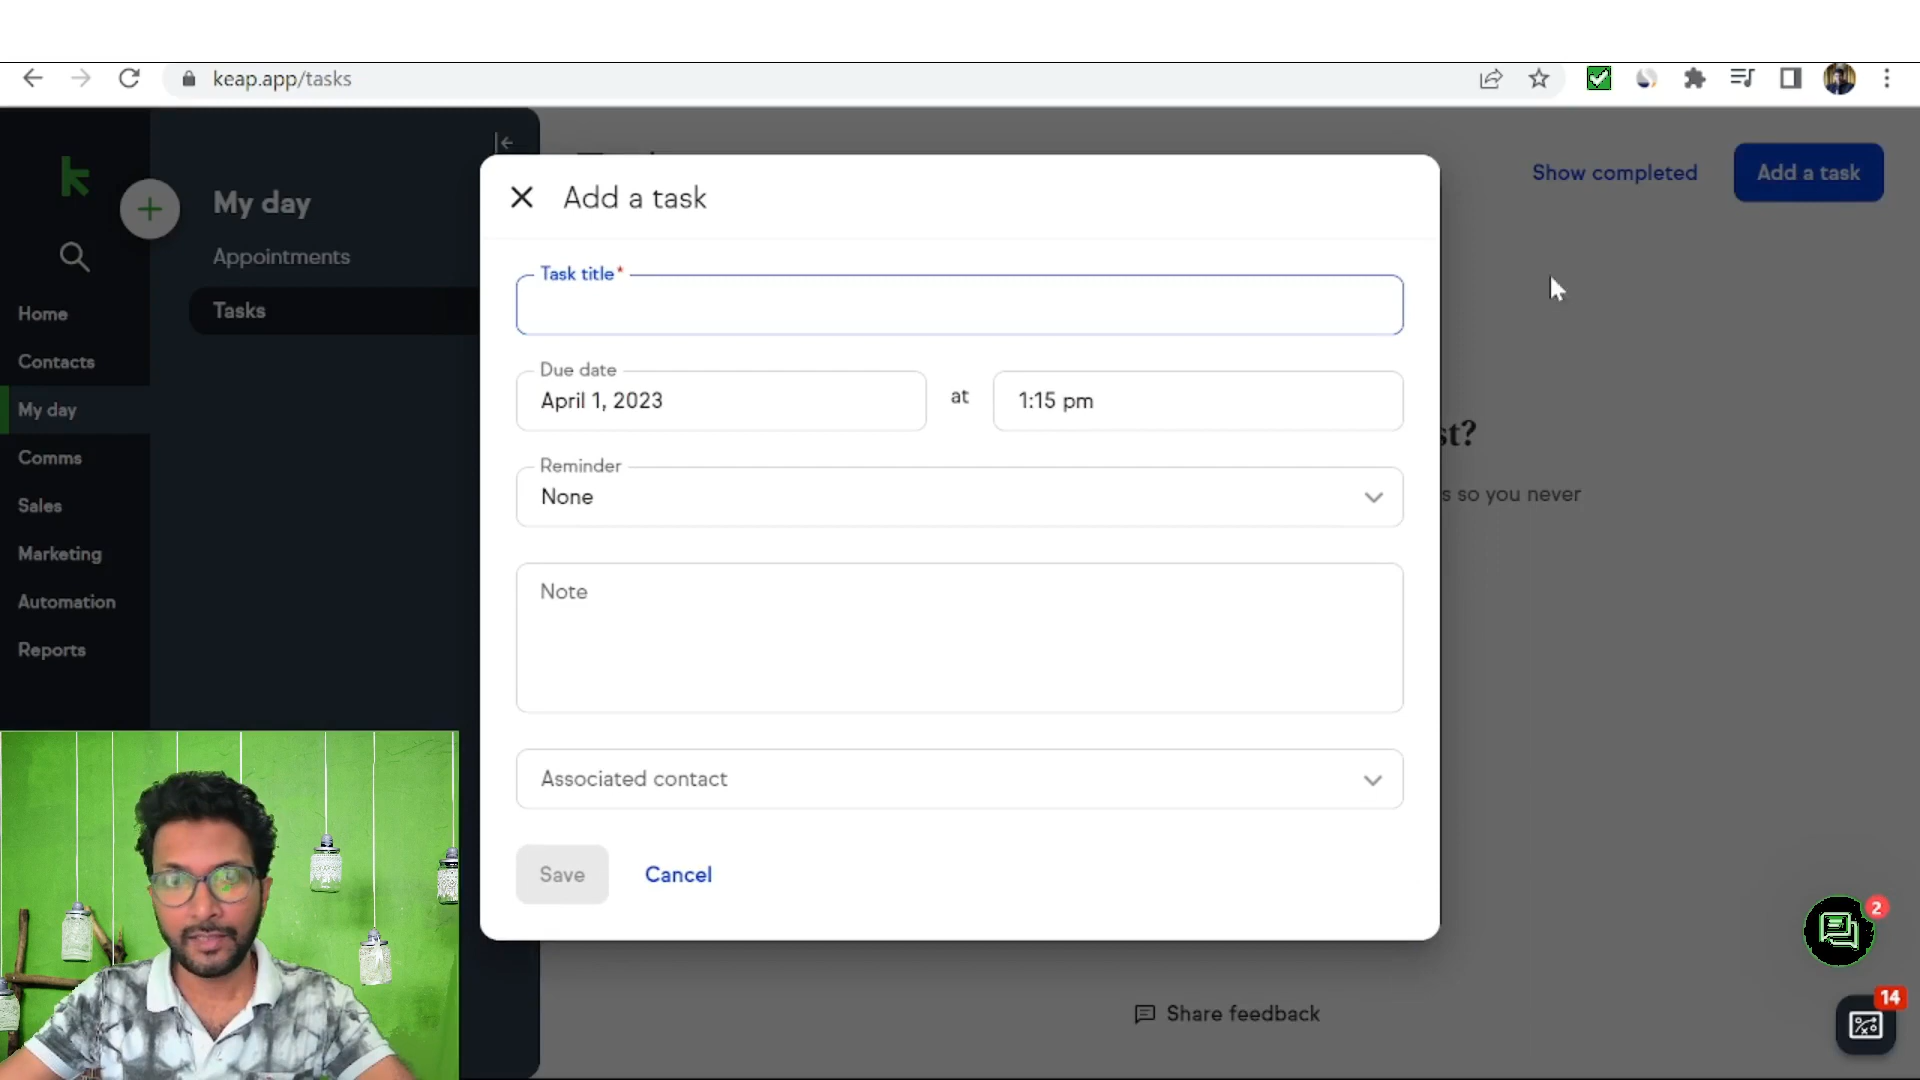 keap.app/tasks
My day
Appointments
Tasks
Home
Contacts
My day
Comms
Sales
Marketing
Automation
Reports
Show completed
Add a task
Add a task
Task title*
Due date
April 1, 2023
at
1:15 pm
Reminder
None
Note
Associated contact
Save
Cancel
st?
s so you never
Share feedback
2
14